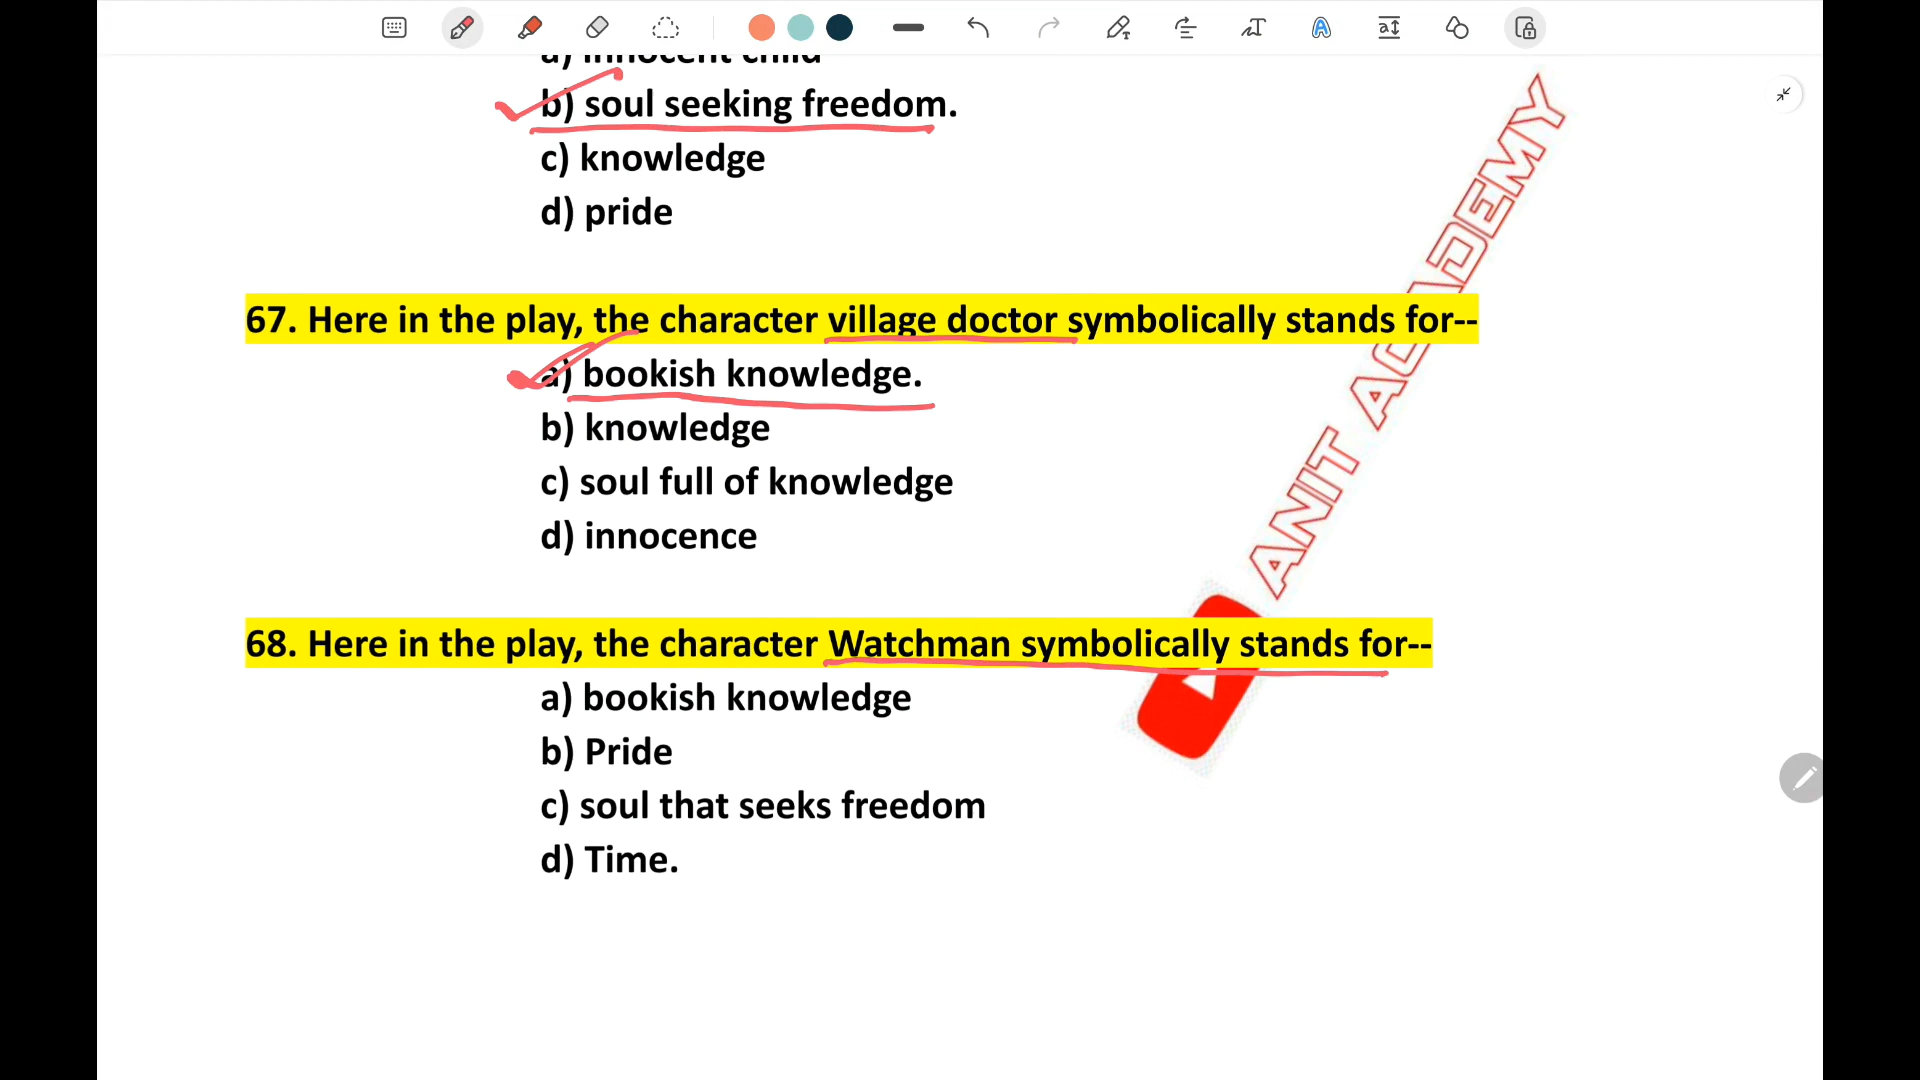 a) innocent child
b) soul seeking freedom.
c) knowledge
d) pride
67. Here in the play, the character village doctor symbolically stands for--
a) bookish knowledge.
b) knowledge
c) soul full of knowledge
d) innocence
68. Here in the play, the character Watchman symbolically stands for--
a) bookish knowledge
b) Pride
c) soul that seeks freedom
d) Time.
ANIT ACADEMY